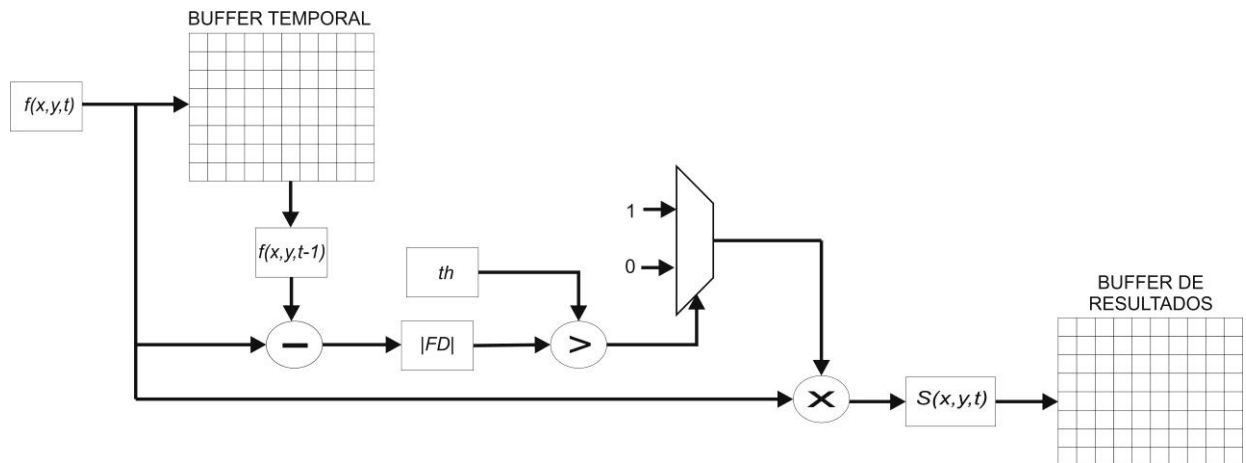 BUFFER TEMPORAL
f(x,y,t)
f(x,y,t-1)
th
1
0
−
|FD|
>
×
S(x,y,t)
BUFFER DE
RESULTADOS